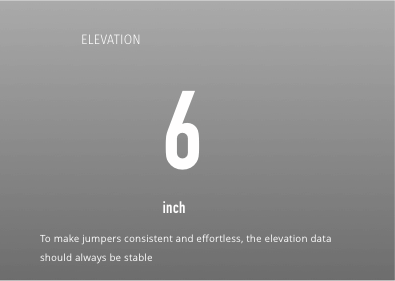 ELEVATION
6
inch
To make jumpers consistent and effortless, the elevation data
should always be stable